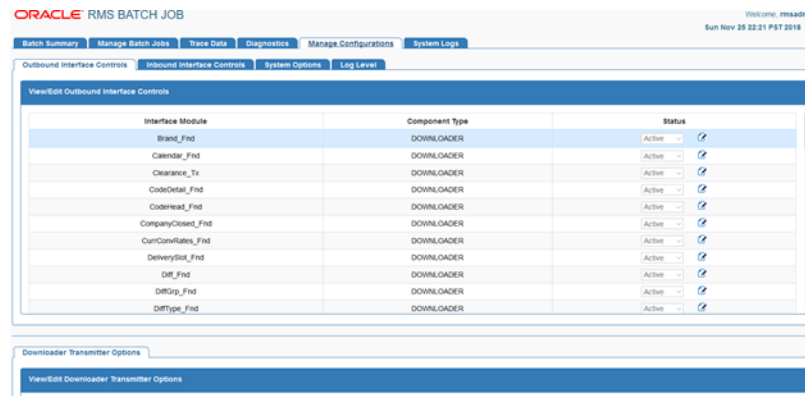 ORACLE RMS BATCH JOB
Welcome, rmsadm
Sun Nov 25 22:21 PST 2018
Batch Summary Manage Batch Jobs Trace Data Diagnostics Manage Configurations System Logs
Outbound Interface Controls Inbound Interface Controls System Options Log Level
View/Edit Outbound Interface Controls
Interface Module Component Type Status
Brand_Fnd DOWNLOADER Active
Calendar_Fnd DOWNLOADER Active
Clearance_Tx DOWNLOADER Active
CodeDetail_Fnd DOWNLOADER Active
CodeHead_Fnd DOWNLOADER Active
CompanyClosed_Fnd DOWNLOADER Active
CurrConvRates_Fnd DOWNLOADER Active
DeliverySlot_Fnd DOWNLOADER Active
Diff_Fnd DOWNLOADER Active
DiffGrp_Fnd DOWNLOADER Active
DiffType_Fnd DOWNLOADER Active
Downloader Transmitter Options
View/Edit Downloader Transmitter Options